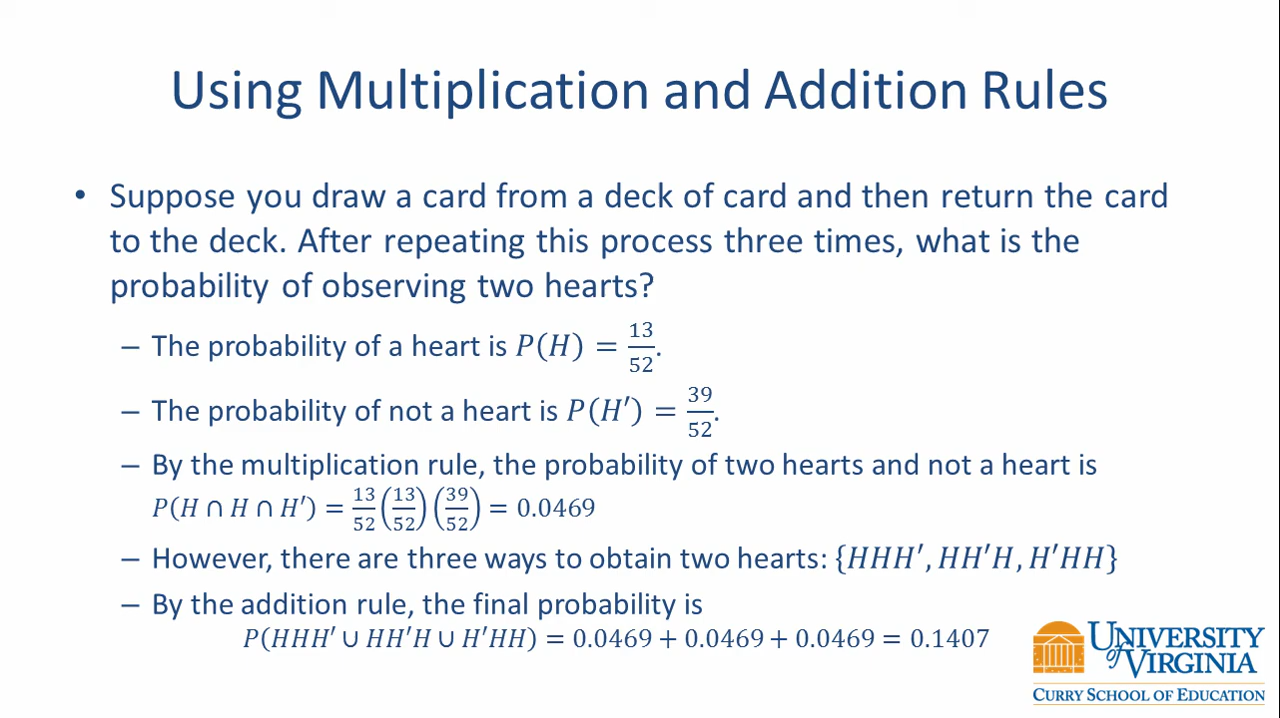 Using Multiplication and Addition Rules
• Suppose you draw a card from a deck of card and then return the card
to the deck. After repeating this process three times, what is the
probability of observing two hearts?
– The probability of a heart is P(H) = 13/52.
– The probability of not a heart is P(H′) = 39/52.
– By the multiplication rule, the probability of two hearts and not a heart is
P(H ∩ H ∩ H′) = 13/52 (13/52) (39/52) = 0.0469
– However, there are three ways to obtain two hearts: {HHH′, HH′H, H′HH}
– By the addition rule, the final probability is
P(HHH′ ∪ HH′H ∪ H′HH) = 0.0469 + 0.0469 + 0.0469 = 0.1407
UNIVERSITY
of VIRGINIA
CURRY SCHOOL OF EDUCATION